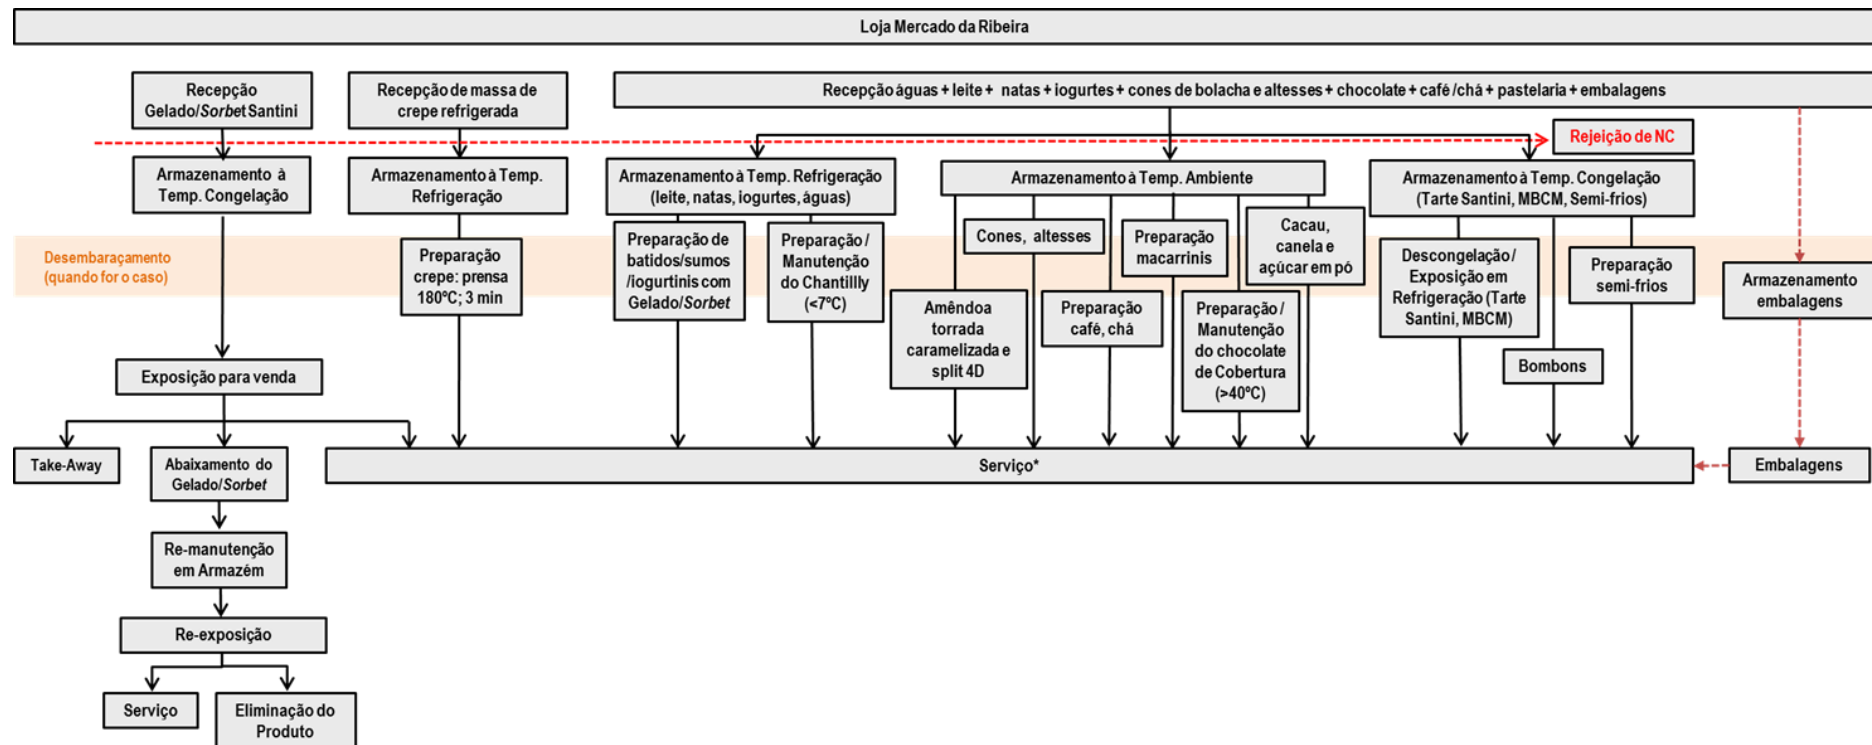 Loja Mercado da Ribeira
Recepção
Gelado/Sorbet Santini
Recepção de massa de
crepe refrigerada
Recepção águas + leite + natas + iogurtes + cones de bolacha e altesses + chocolate + café /chá + pastelaria + embalagens
Rejeição de NC
Armazenamento à
Temp. Congelação
Armazenamento à Temp.
Refrigeração
Armazenamento à Temp. Refrigeração
(leite, natas, iogurtes, águas)
Armazenamento à Temp. Ambiente
Armazenamento à Temp. Congelação
(Tarte Santini, MBCM, Semi-frios)
Desembaraçamento
(quando for o caso)
Preparação
crepe: prensa
180ºC; 3 min
Preparação de
batidos/sumos
/iogurtinis com
Gelado/Sorbet
Preparação /
Manutenção
do Chantillly
(<7ºC)
Amêndoa
torrada
caramelizada e
split 4D
Cones, altesses
Preparação
café, chá
Preparação
macarrinis
Preparação /
Manutenção
do chocolate
de Cobertura
(>40ºC)
Cacau,
canela e
açúcar em pó
Descongelação /
Exposição em
Refrigeração (Tarte
Santini, MBCM)
Bombons
Preparação
semi-frios
Armazenamento
embalagens
Exposição para venda
Take-Away
Abaixamento do
Gelado/Sorbet
Serviço*
Embalagens
Re-manutenção
em Armazém
Re-exposição
Serviço
Eliminação do
Produto